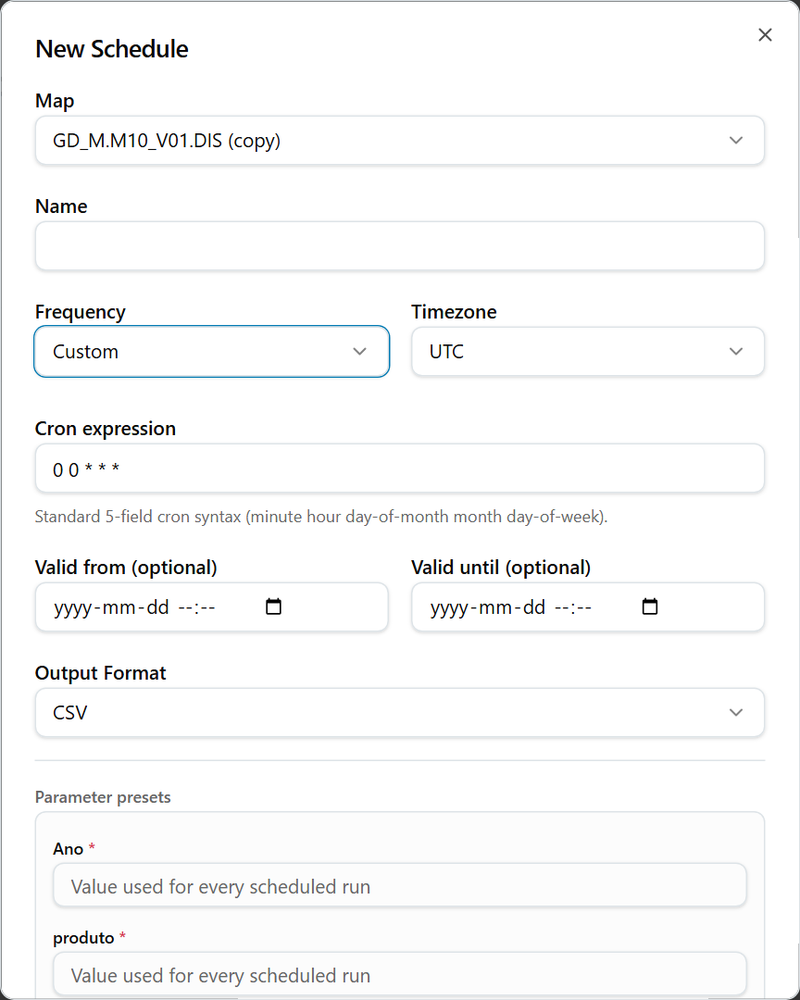 New Schedule
Map
GD_M.M10_V01.DIS (copy)
Name
Frequency
Timezone
Custom
UTC
Cron expression
0 0 * * *
Standard 5-field cron syntax (minute hour day-of-month month day-of-week).
Valid from (optional)
Valid until (optional)
yyyy-mm-dd --:--
yyyy-mm-dd --:--
Output Format
CSV
Parameter presets
Ano *
Value used for every scheduled run
produto *
Value used for every scheduled run